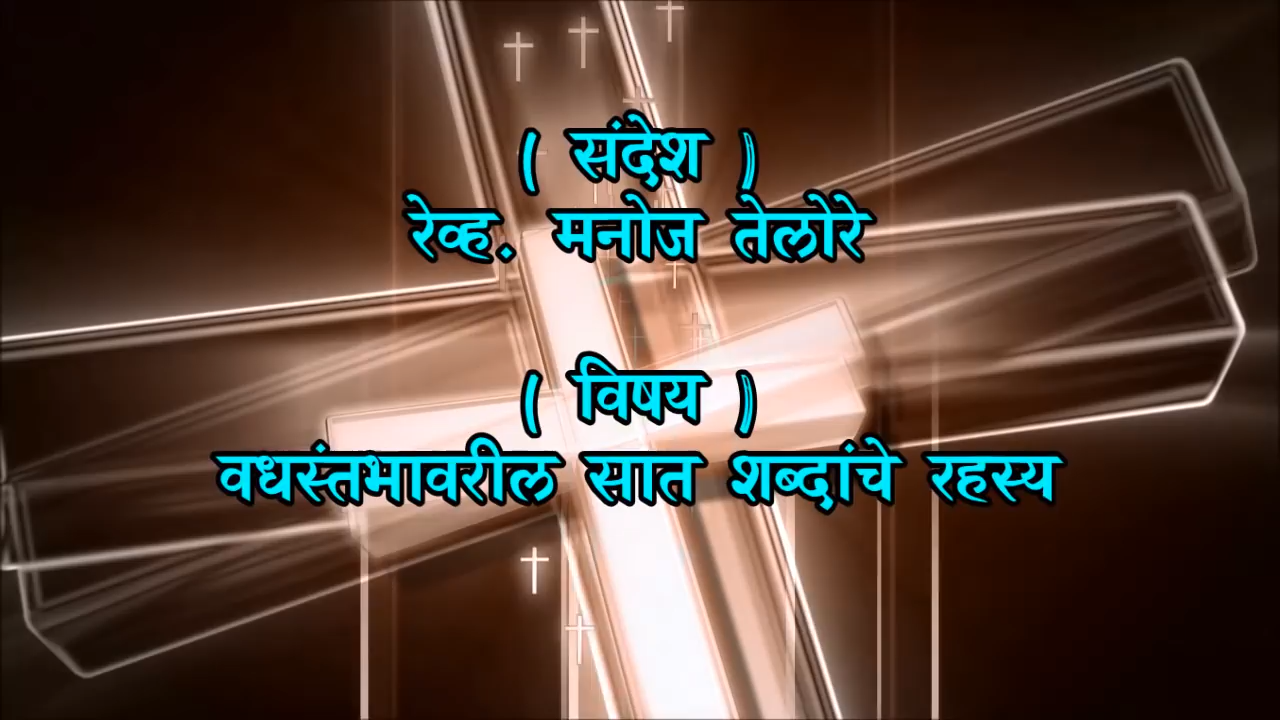 ( संदेश )
रेव्ह. मनोज तेलोरे
( विषय )
वधस्तंभावरील सात शब्दांचे रहस्य